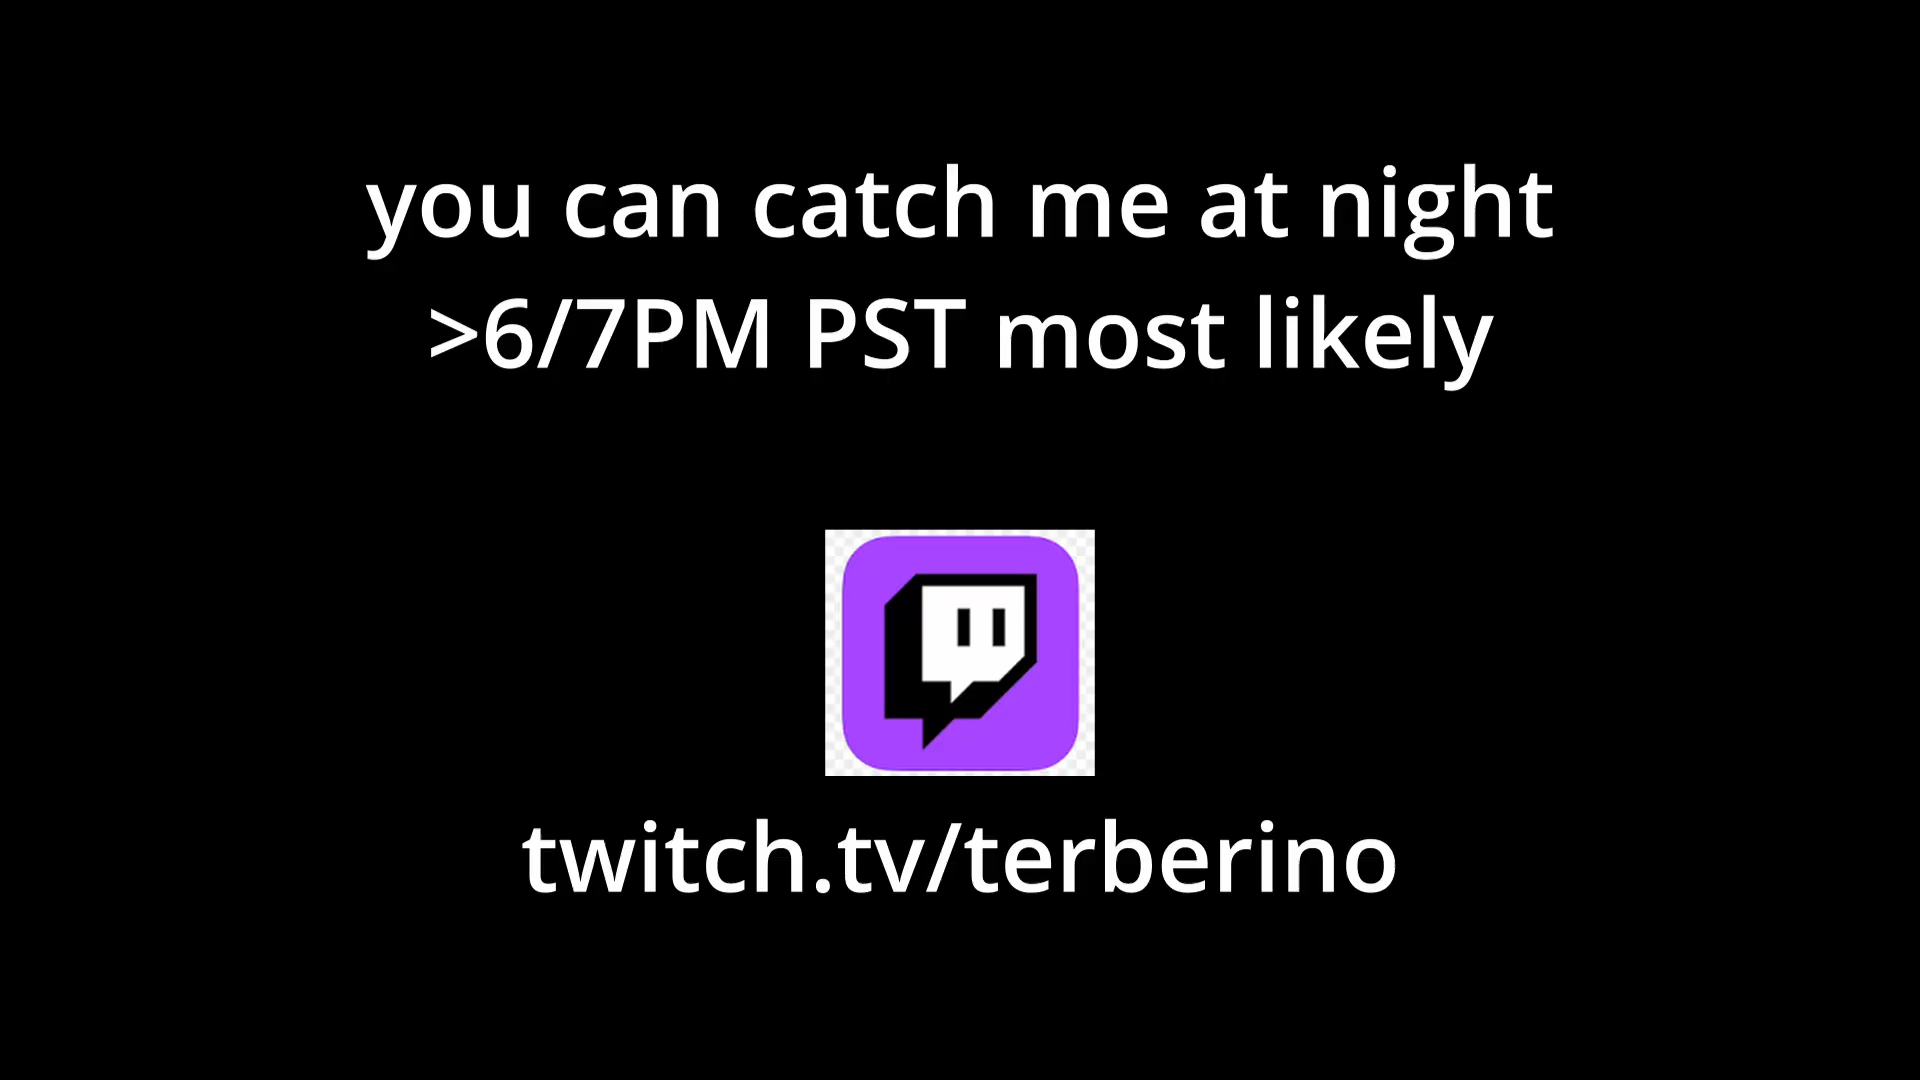 you can catch me at night
>6/7PM PST most likely
twitch.tv/terberino